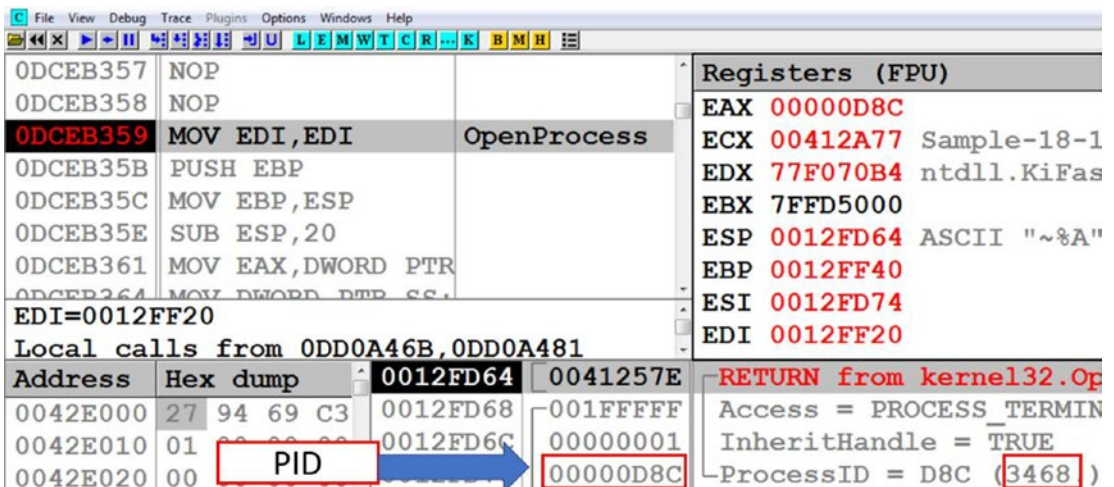 C File View Debug Trace Plugins Options Windows Help
L E M W T C R ... K B M H
0DCEB357 NOP
0DCEB358 NOP
0DCEB359 MOV EDI,EDI OpenProcess
0DCEB35B PUSH EBP
0DCEB35C MOV EBP,ESP
0DCEB35E SUB ESP,20
0DCEB361 MOV EAX,DWORD PTR
0DCEB364 MOV DWORD PTR SS:
EDI=0012FF20
Local calls from 0DD0A46B,0DD0A481
Registers (FPU)
EAX 00000D8C
ECX 00412A77 Sample-18-1
EDX 77F070B4 ntdll.KiFas
EBX 7FFD5000
ESP 0012FD64 ASCII "~%A"
EBP 0012FF40
ESI 0012FD74
EDI 0012FF20
Address Hex dump
0042E000 27 94 69 C3
0042E010 01
0042E020 00
PID
0012FD64 0041257E RETURN from kernel32.Op
0012FD68 001FFFFF Access = PROCESS_TERMIN
0012FD6C 00000001 InheritHandle = TRUE
00000D8C ProcessID = D8C (3468.)